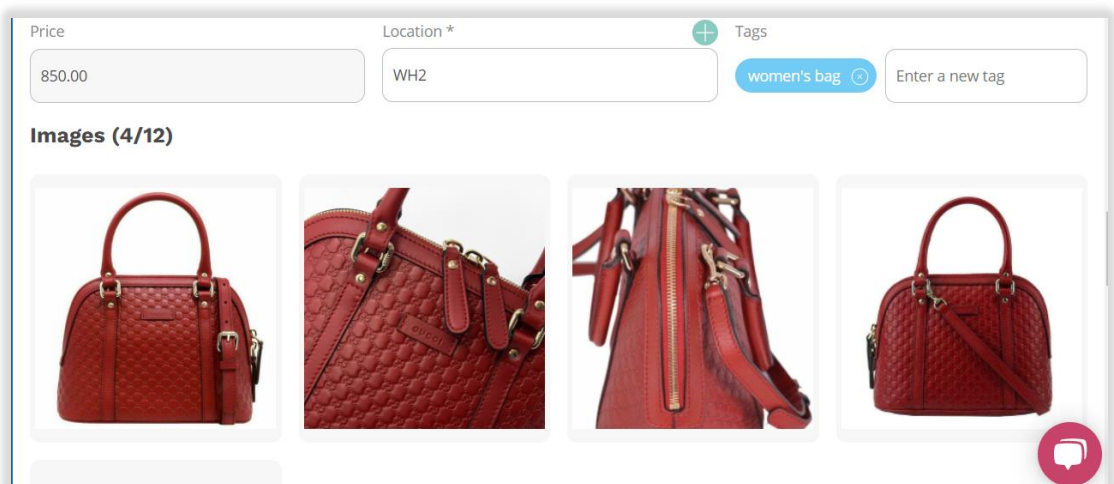 Price
Location *
Tags
850.00
WH2
women's bag
Enter a new tag
Images (4/12)
GUCCI